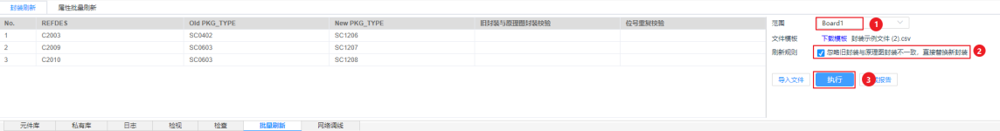 封装刷新 属性批量刷新
No. REFDES Old PKG_TYPE New PKG_TYPE 旧封装与原理图封装校验 位号重复校验
1 C2003 SC0402 SC1206
2 C2009 SC0603 SC1207
3 C2010 SC0603 SC1208
范围 Board1 1
文件模板 下载模板 封装示例文件 (2).csv
刷新规则 忽略旧封装与原理图封装不一致，直接替换新封装 2
导入文件 执行 3 报告
元件库 私有库 日志 检视 检查 批量刷新 网络调线